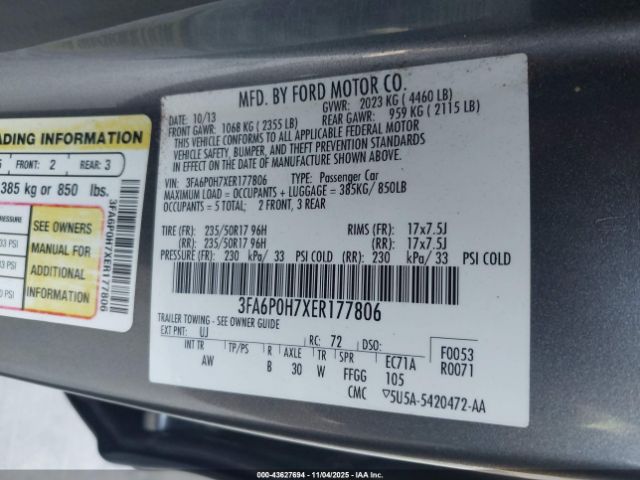 MFD. BY FORD MOTOR CO.
DATE: 10/13
GVWR: 2023 KG ( 4460 LB)
FRONT GAWR: 1068 KG ( 2355 LB)
REAR GAWR: 959 KG ( 2115 LB)
THIS VEHICLE CONFORMS TO ALL APPLICABLE FEDERAL MOTOR
VEHICLE SAFETY, BUMPER, AND THEFT PREVENTION STANDARDS
IN EFFECT ON THE DATE OF MANUFACTURE SHOWN ABOVE.
VIN: 3FA6P0H7XER177806 TYPE: Passenger Car
MAXIMUM LOAD = OCCUPANTS + LUGGAGE = 385KG/ 850LB
OCCUPANTS = 5 TOTAL; 2 FRONT, 3 REAR
TIRE (FR): 235/50R17 96H RIMS (FR): 17x7.5J
(RR): 235/50R17 96H (RR): 17x7.5J
PRESSURE (FR): 230 kPa/ 33 PSI COLD (RR): 230 kPa/ 33 PSI COLD
3FA6P0H7XER177806
TRAILER TOWING - SEE OWNER GUIDE
EXT PNT: UJ RC: 72 DSO:
INT TR TP/PS R AXLE TR SPR EC71A F0053
AW B 30 W FFGG 105 R0071
CMC 5U5A-5420472-AA
ADING INFORMATION
FRONT: 2 REAR: 3
385 kg or 850 lbs.
PRESSURE
SEE OWNERS
MANUAL FOR
ADDITIONAL
INFORMATION
PSI
PSI
PSI
3FA6P0H7XER177806
000-43627694 - 11/04/2025 - IAAI.CA